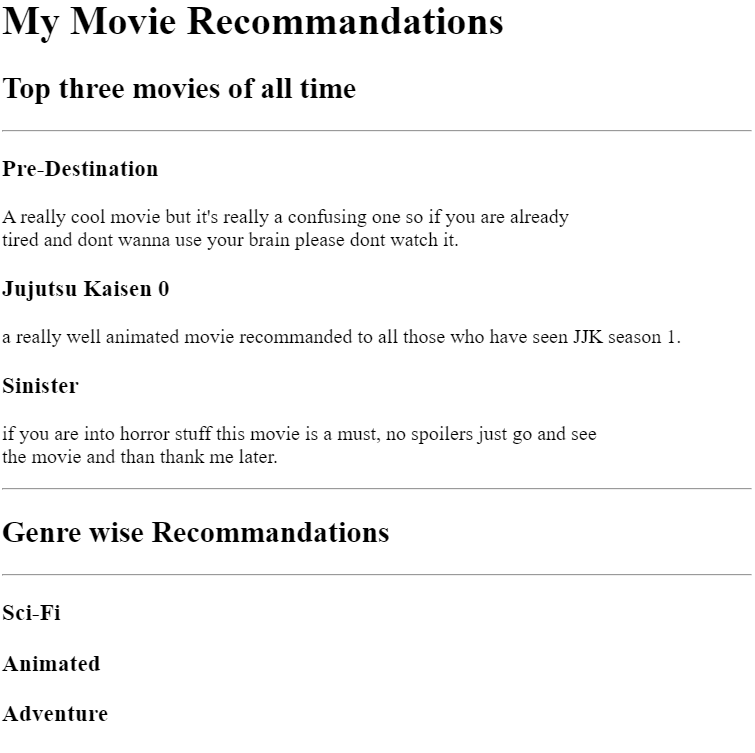 My Movie Recommandations
Top three movies of all time
Pre-Destination
A really cool movie but it's really a confusing one so if you are already
tired and dont wanna use your brain please dont watch it.
Jujutsu Kaisen 0
a really well animated movie recommanded to all those who have seen JJK season 1.
Sinister
if you are into horror stuff this movie is a must, no spoilers just go and see
the movie and than thank me later.
Genre wise Recommandations
Sci-Fi
Animated
Adventure